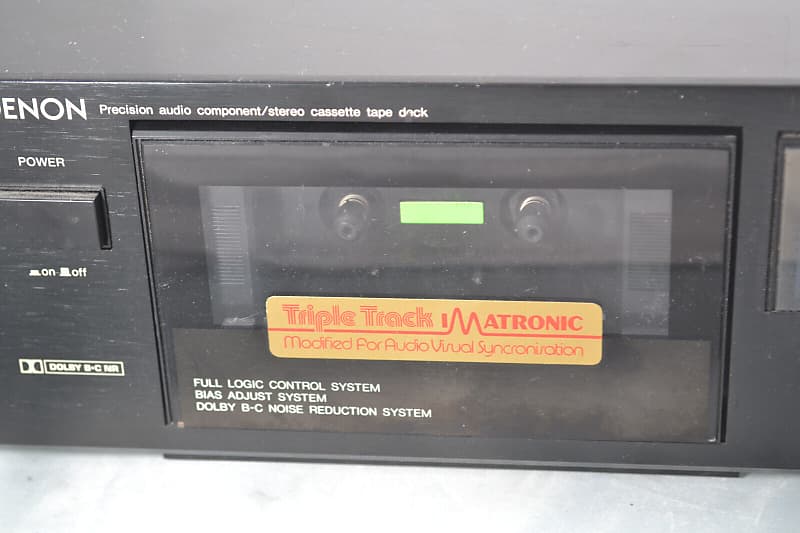 DENON Precision audio component/stereo cassette tape deck
POWER
on off
DOLBY B·C NR
Triple Track IMATRONIC
Modified For Audio Visual Syncronisation
FULL LOGIC CONTROL SYSTEM
BIAS ADJUST SYSTEM
DOLBY B-C NOISE REDUCTION SYSTEM